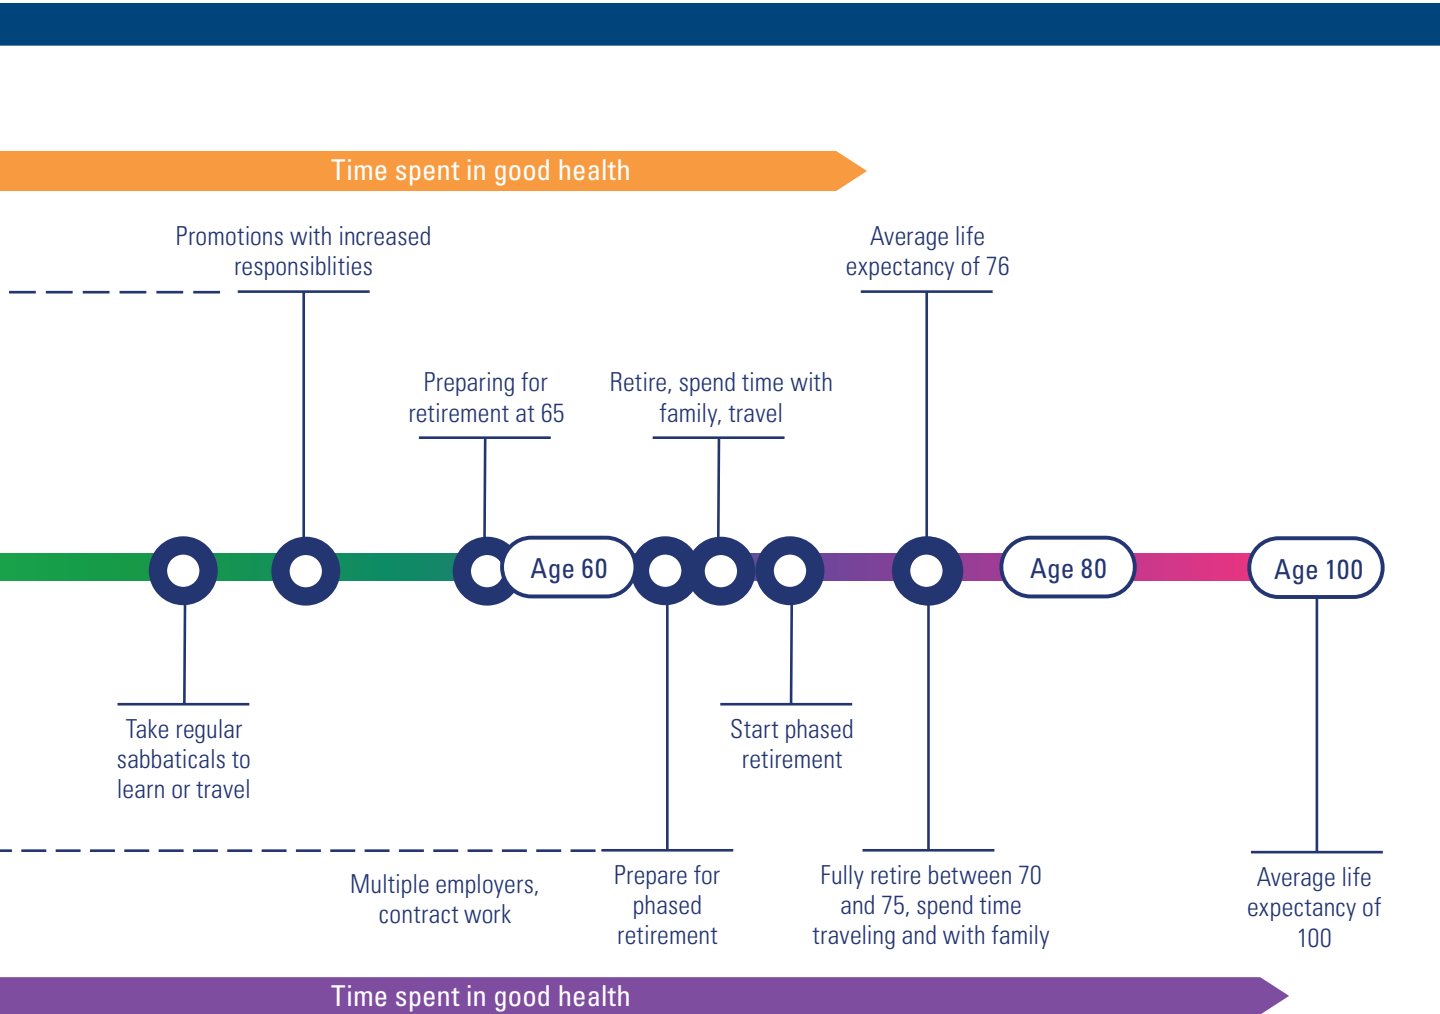 Time spent in good health
Promotions with increased
responsiblities
Average life
expectancy of 76
Preparing for
retirement at 65
Retire, spend time with
family, travel
Age 60
Age 80
Age 100
Take regular
sabbaticals to
learn or travel
Start phased
retirement
Multiple employers,
contract work
Prepare for
phased
retirement
Fully retire between 70
and 75, spend time
traveling and with family
Average life
expectancy of
100
Time spent in good health